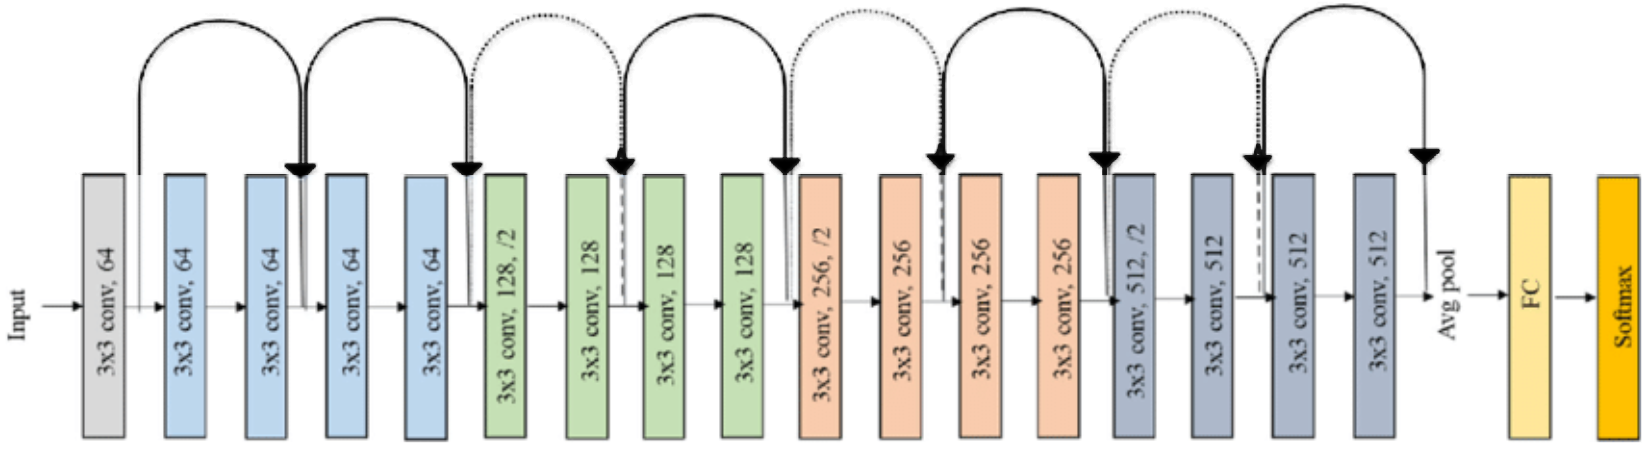 Input
3x3 conv, 64
3x3 conv, 64
3x3 conv, 64
3x3 conv, 64
3x3 conv, 64
3x3 conv, 128, /2
3x3 conv, 128
3x3 conv, 128
3x3 conv, 128
3x3 conv, 256, /2
3x3 conv, 256
3x3 conv, 256
3x3 conv, 256
3x3 conv, 512, /2
3x3 conv, 512
3x3 conv, 512
3x3 conv, 512
Avg pool
FC
Softmax